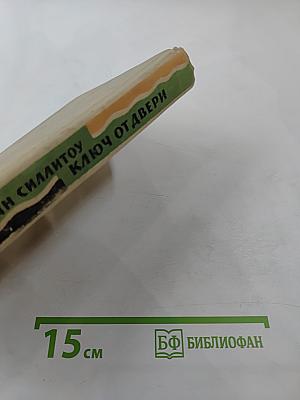 Н СИЛЛИТОУ
КЛЮЧ ОТ ДВЕРИ
15 см
БФ БИБЛИОФАН